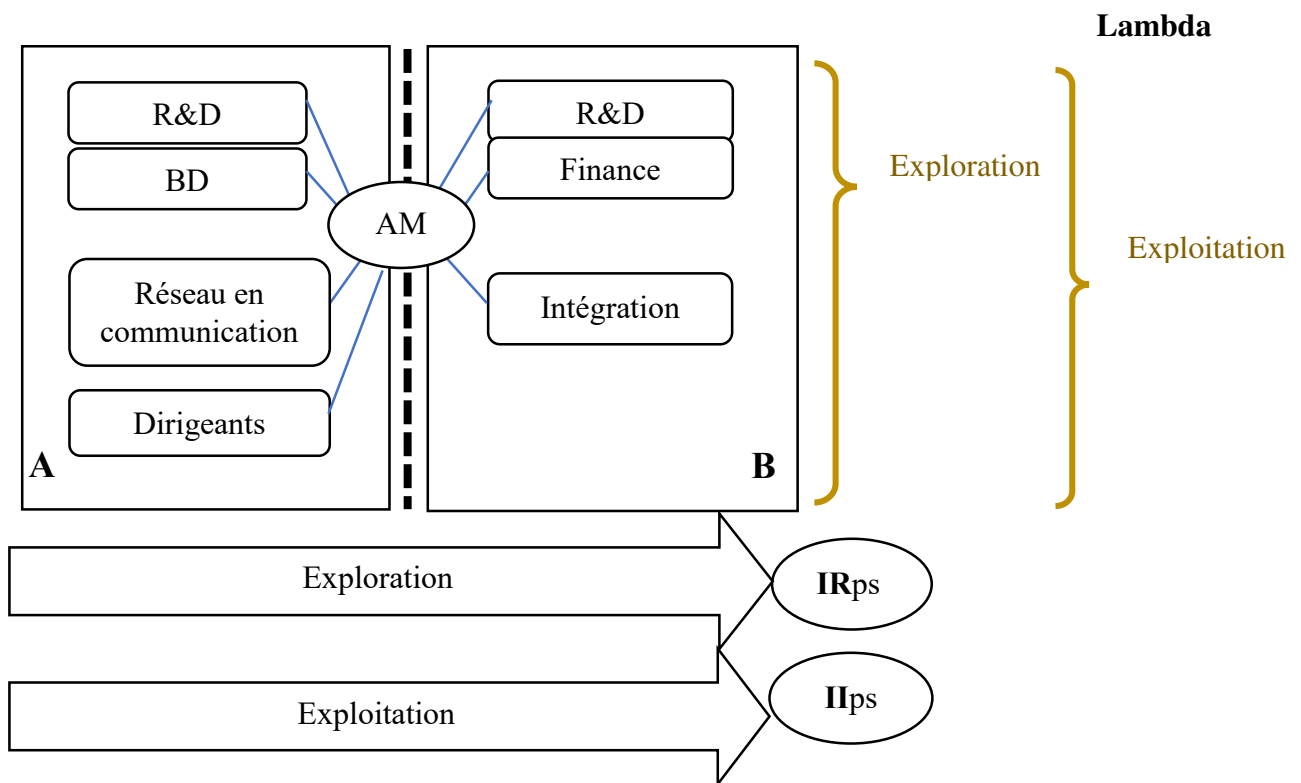 Lambda
R&D
BD
Réseau en
communication
Dirigeants
A
AM
R&D
Finance
Intégration
B
Exploration
Exploitation
Exploration
IRps
Exploitation
IIps